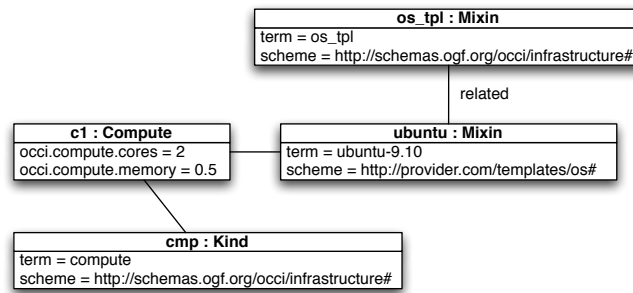 os_tpl : Mixin
term = os_tpl
scheme = http://schemas.ogf.org/occi/infrastructure#
related
c1 : Compute
occi.compute.cores = 2
occi.compute.memory = 0.5
ubuntu : Mixin
term = ubuntu-9.10
scheme = http://provider.com/templates/os#
cmp : Kind
term = compute
scheme = http://schemas.ogf.org/occi/infrastructure#